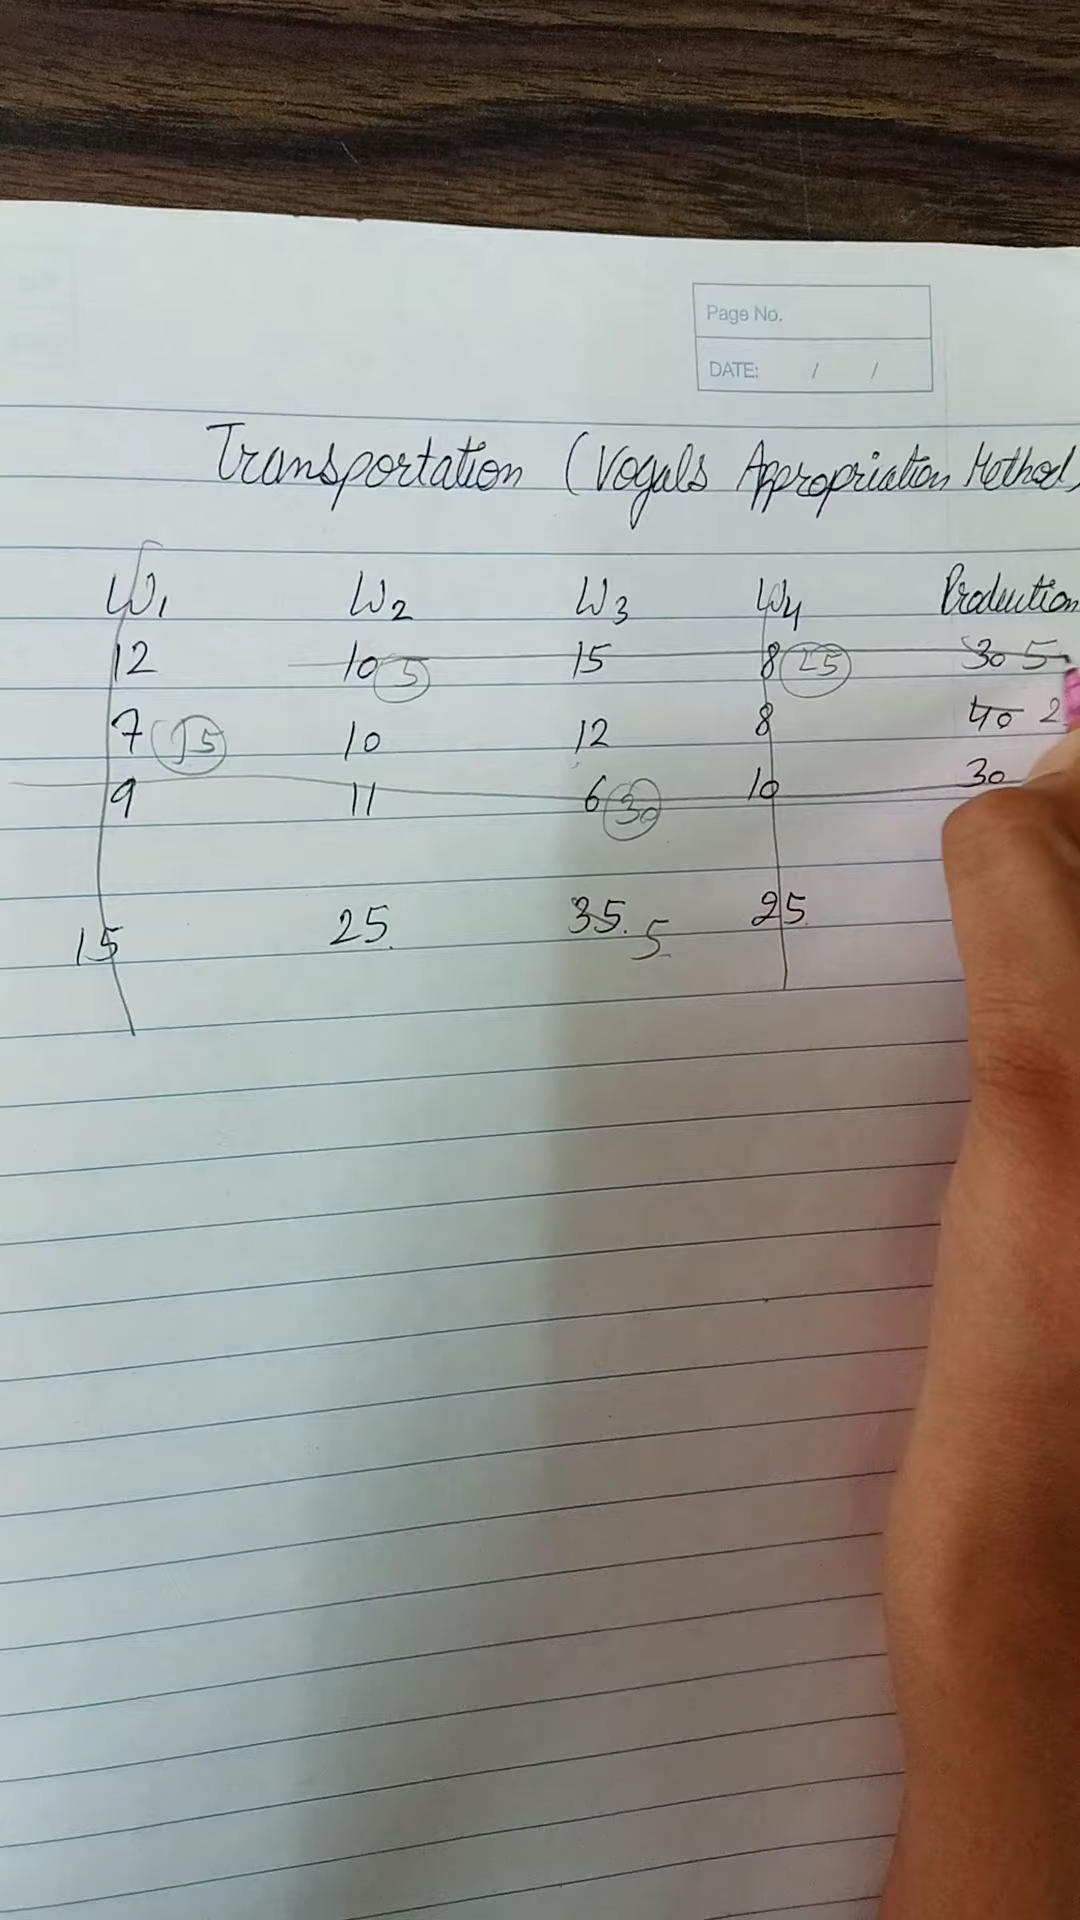 Page No.
DATE: / /
Transportation (Vogals Appropriation Method)
W1 W2 W3 W4 Production
12 10 5 15 8 25 30 5
7 15 10 12 8 40 2
9 11 6 30 10 30
15 25. 35. 5 25